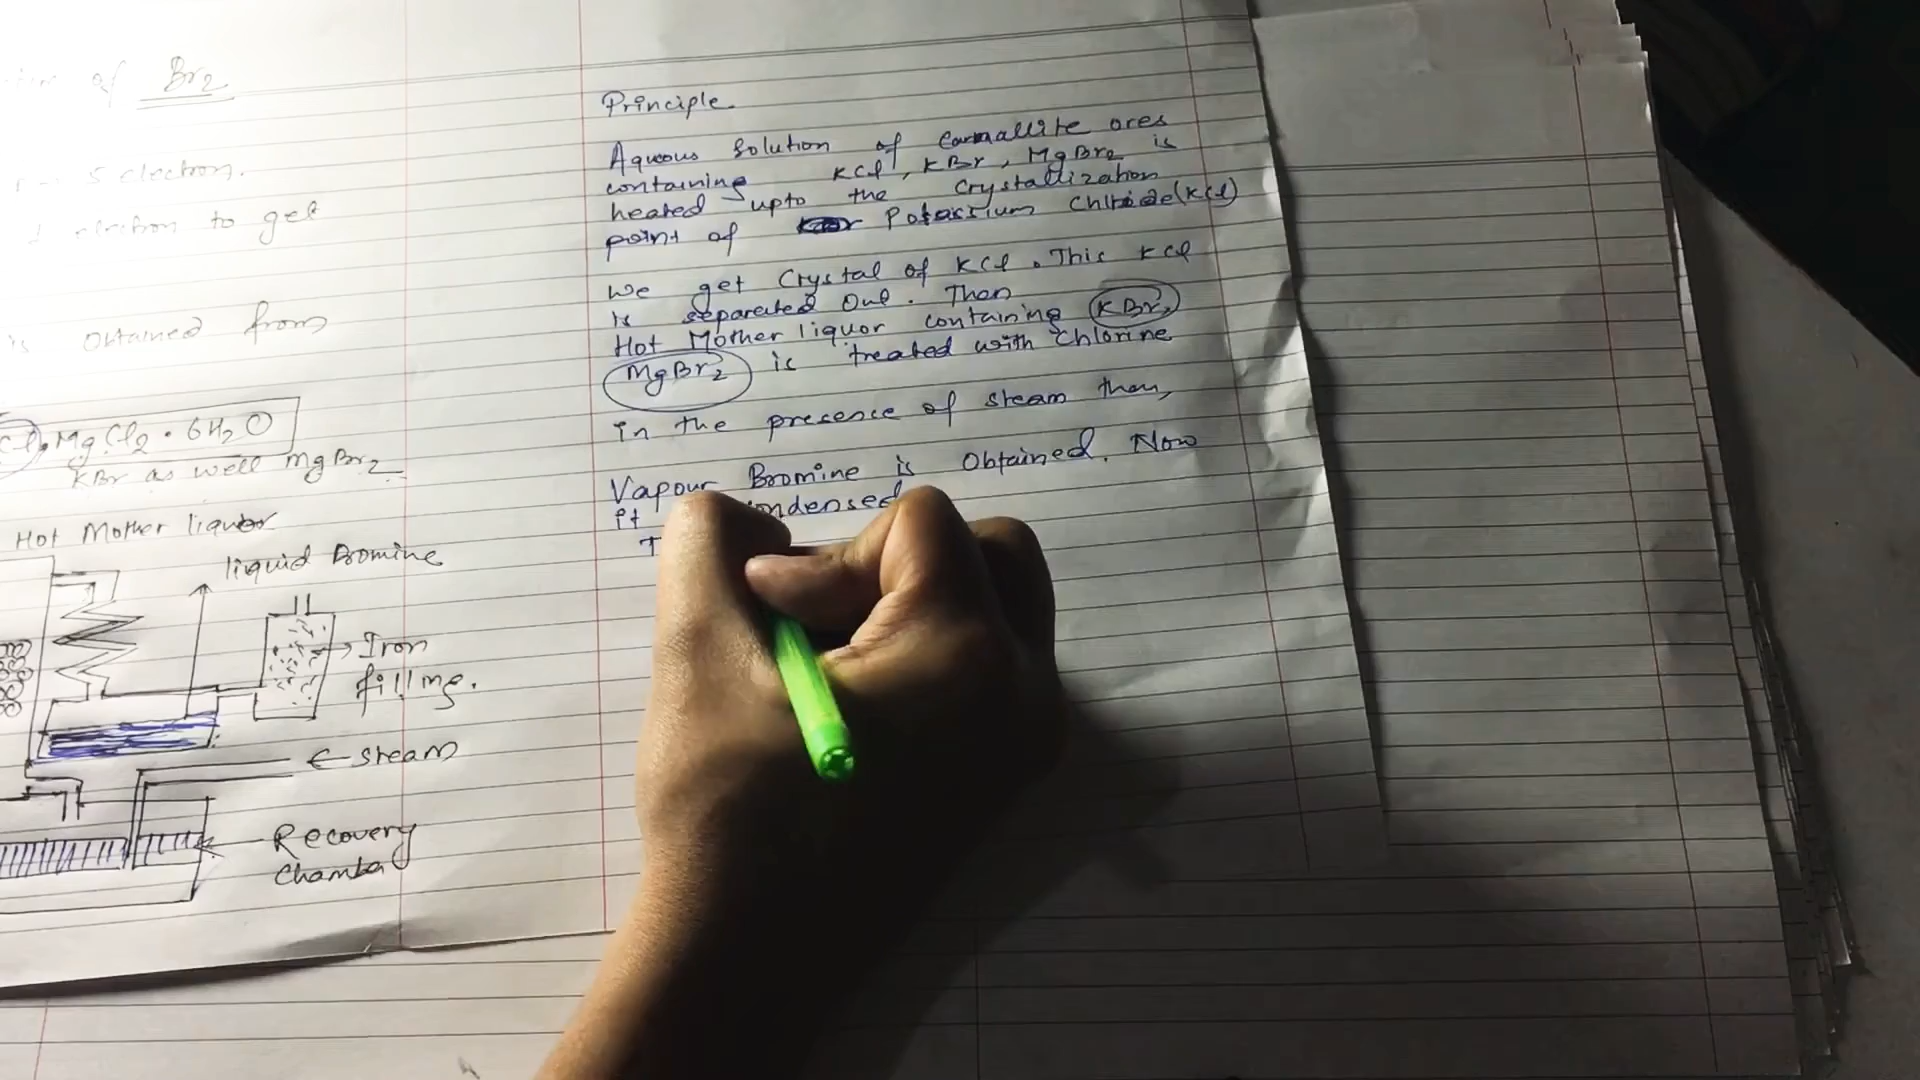 of Br2
5 electron.
electron to get
is Obtained from
Cl.MgCl2.6H2O
KBr as well MgBr2
Hot Mother liquor
liquid Bromine
Iron
filling.
steam
Recovery
Chamber
Principle
Aqueous Solution of Carnallite ores
containing KCl, KBr, MgBr2 is
heated upto the Crystallization
point of Potassium Chloride(KCl)
We get Crystal of KCl. This KCl
is separated Out. Then
Hot Mother liquor containing KBr,
MgBr2 is treated with Chlorine
in the presence of steam then,
Vapour Bromine is Obtained. Now
it condensed